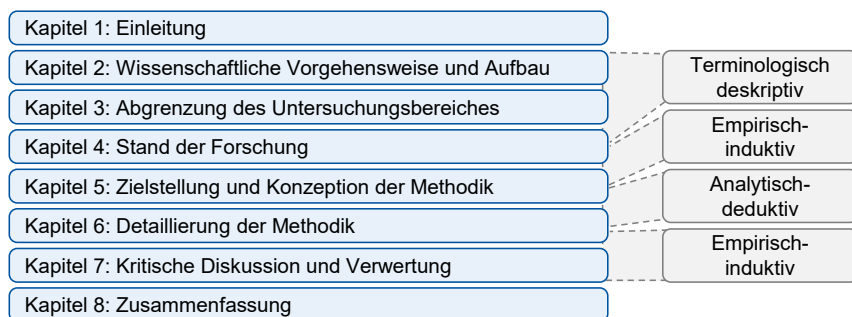 Kapitel 1: Einleitung
Kapitel 2: Wissenschaftliche Vorgehensweise und Aufbau
Kapitel 3: Abgrenzung des Untersuchungsbereiches
Kapitel 4: Stand der Forschung
Kapitel 5: Zielstellung und Konzeption der Methodik
Kapitel 6: Detaillierung der Methodik
Kapitel 7: Kritische Diskussion und Verwertung
Kapitel 8: Zusammenfassung
Terminologisch
deskriptiv
Empirisch-
induktiv
Analytisch-
deduktiv
Empirisch-
induktiv